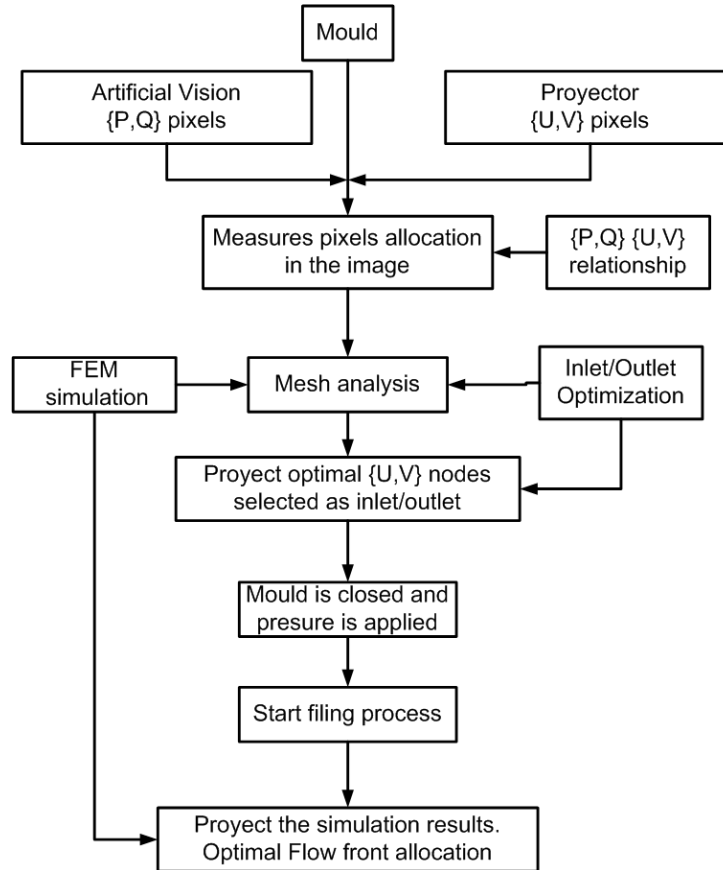 Mould
Artificial Vision
{P,Q} pixels
Proyector
{U,V} pixels
Measures pixels allocation
in the image
{P,Q} {U,V}
relationship
FEM
simulation
Mesh analysis
Inlet/Outlet
Optimization
Proyect optimal {U,V} nodes
selected as inlet/outlet
Mould is closed and
presure is applied
Start filing process
Proyect the simulation results.
Optimal Flow front allocation